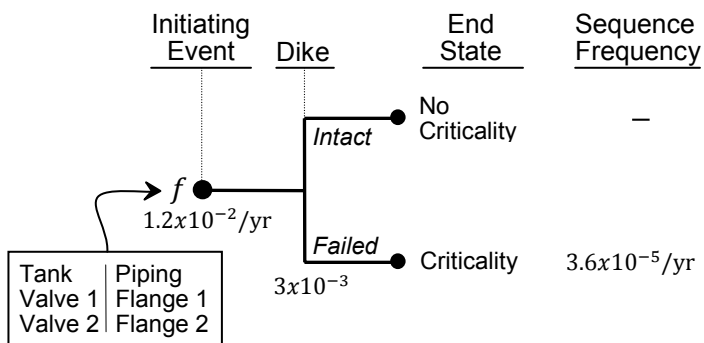 Initiating Event
Dike
End State
Sequence Frequency
Intact
No Criticality
–
f
1.2x10⁻²/yr
Failed
3x10⁻³
Criticality
3.6x10⁻⁵/yr
Tank Piping
Valve 1 Flange 1
Valve 2 Flange 2